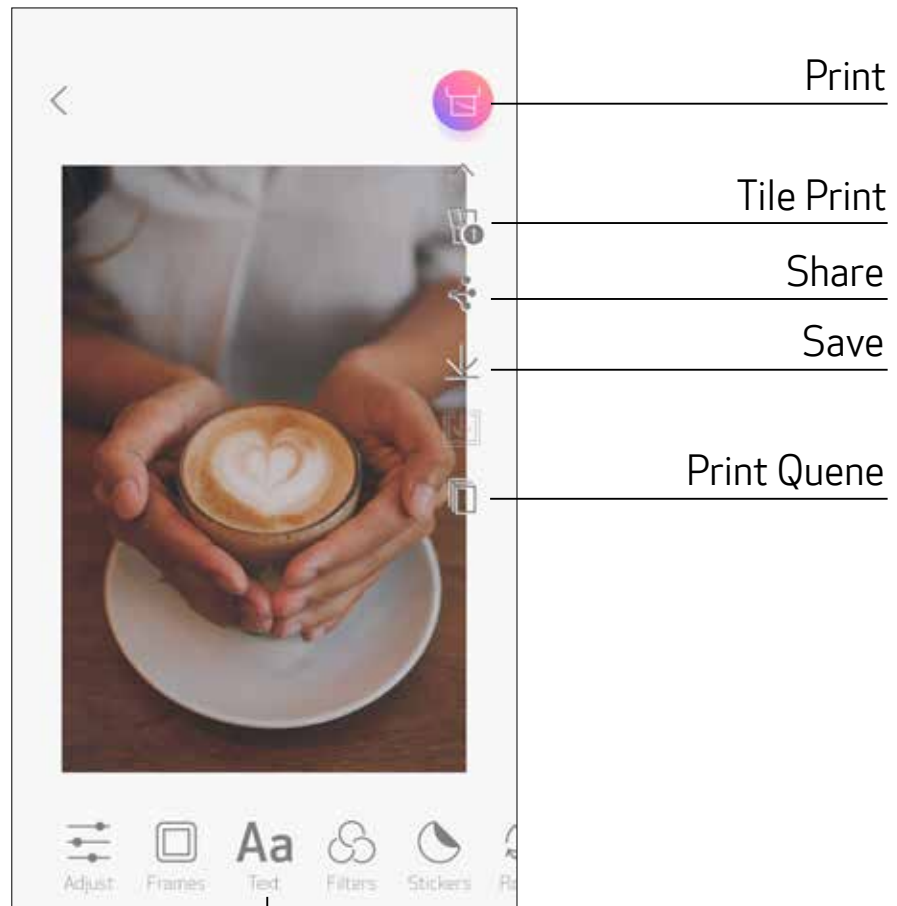 Print
Tile Print
Share
Save
Print Quene
Aa
Adjust Frames Text Filters Stickers